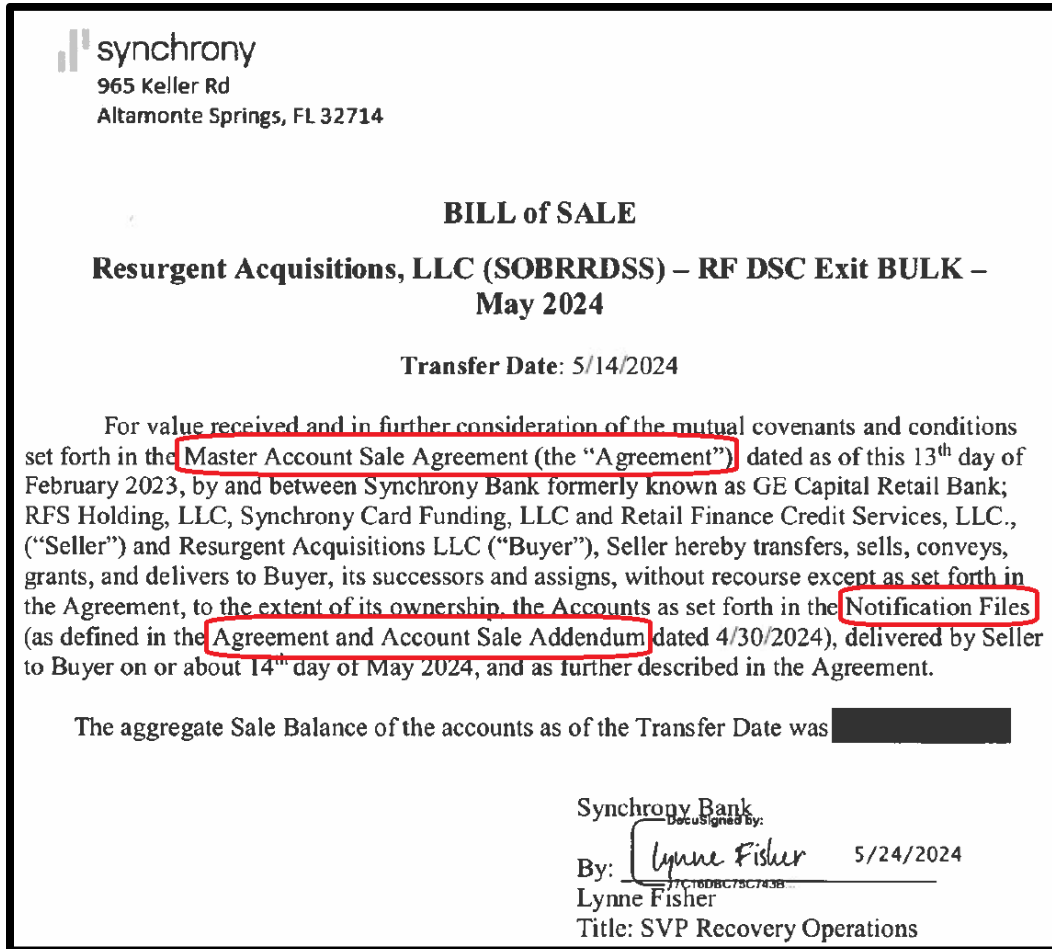 synchrony
965 Keller Rd
Altamonte Springs, FL 32714
BILL of SALE
Resurgent Acquisitions, LLC (SOBRRDSS) – RF DSC Exit BULK –
May 2024
Transfer Date: 5/14/2024
For value received and in further consideration of the mutual covenants and conditions
set forth in the Master Account Sale Agreement (the “Agreement”) dated as of this 13th day of
February 2023, by and between Synchrony Bank formerly known as GE Capital Retail Bank;
RFS Holding, LLC, Synchrony Card Funding, LLC and Retail Finance Credit Services, LLC.,
(“Seller”) and Resurgent Acquisitions LLC (“Buyer”), Seller hereby transfers, sells, conveys,
grants, and delivers to Buyer, its successors and assigns, without recourse except as set forth in
the Agreement, to the extent of its ownership, the Accounts as set forth in the Notification Files
(as defined in the Agreement and Account Sale Addendum dated 4/30/2024), delivered by Seller
to Buyer on or about 14th day of May 2024, and as further described in the Agreement.
The aggregate Sale Balance of the accounts as of the Transfer Date was
Synchrony Bank
DocuSigned by:
By: Lynne Fisher 5/24/2024
Lynne Fisher
Title: SVP Recovery Operations